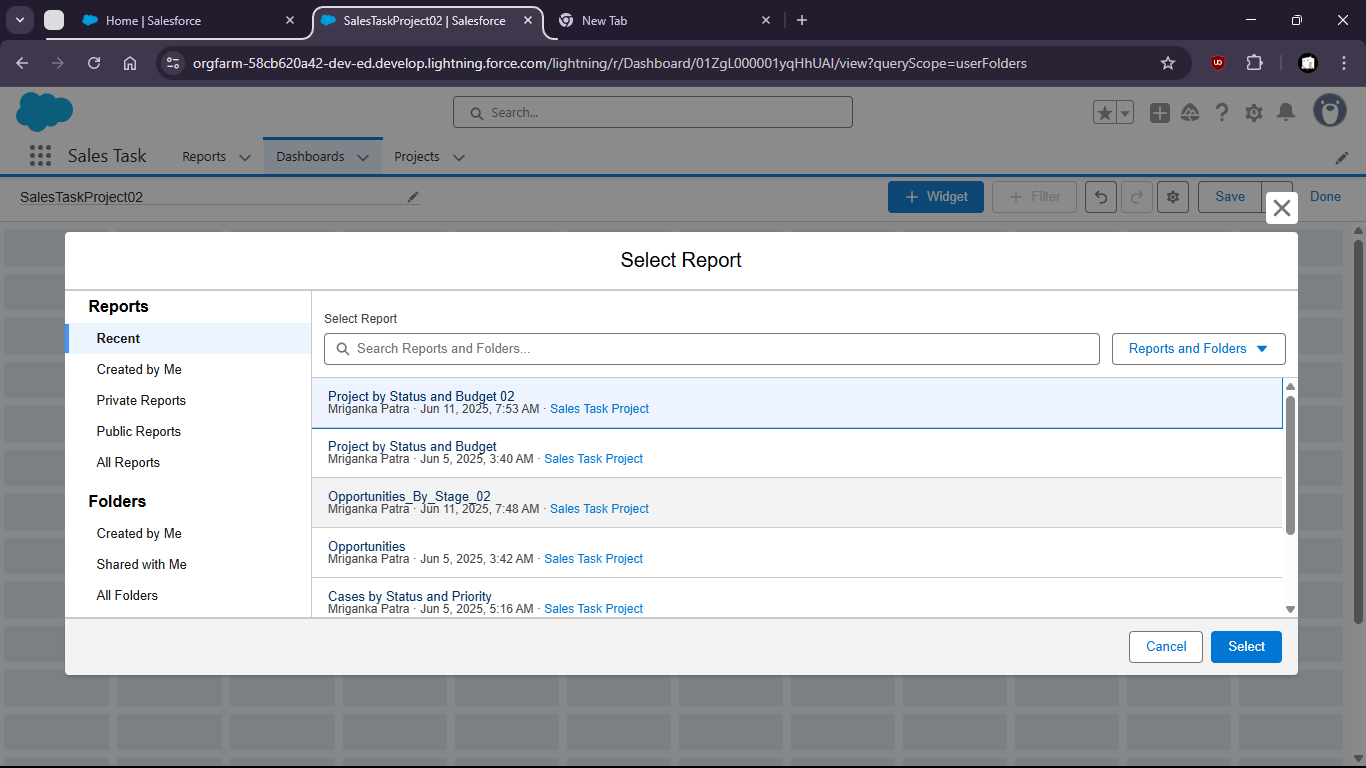 Home | Salesforce
SalesTaskProject02 | Salesforce
New Tab
orgfarm-58cb620a42-dev-ed.develop.lightning.force.com/lightning/r/Dashboard/01ZgL000001yqHhUAI/view?queryScope=userFolders
Search...
Sales Task
Reports
Dashboards
Projects
SalesTaskProject02
Widget
Filter
Save
Done
Select Report
Reports
Recent
Created by Me
Private Reports
Public Reports
All Reports
Folders
Created by Me
Shared with Me
All Folders
Select Report
Search Reports and Folders...
Reports and Folders
Project by Status and Budget 02
Mriganka Patra · Jun 11, 2025, 7:53 AM · Sales Task Project
Project by Status and Budget
Mriganka Patra · Jun 5, 2025, 3:40 AM · Sales Task Project
Opportunities_By_Stage_02
Mriganka Patra · Jun 11, 2025, 7:48 AM · Sales Task Project
Opportunities
Mriganka Patra · Jun 5, 2025, 3:42 AM · Sales Task Project
Cases by Status and Priority
Mriganka Patra · Jun 5, 2025, 5:16 AM · Sales Task Project
Cancel
Select